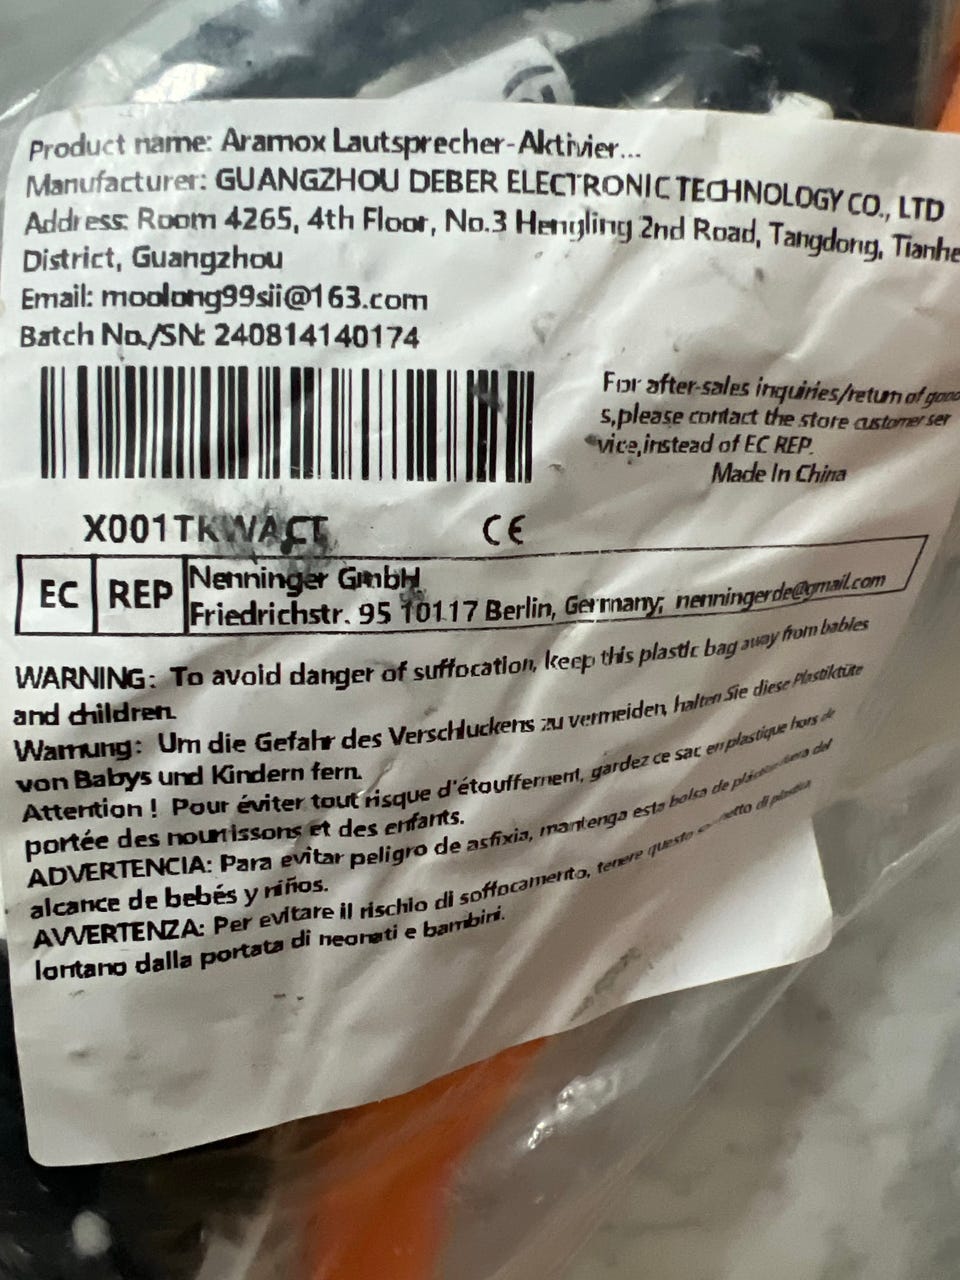 Product name: Aramox Lautsprecher-Aktivier...
Manufacturer: GUANGZHOU DEBER ELECTRONIC TECHNOLOGY CO., LTD
Address: Room 4265, 4th Floor, No.3 Hengling 2nd Road, Tangdong, Tianhe
District, Guangzhou
Email: moolong99sii@163.com
Batch No./SN: 240814140174
For after-sales inquiries/return of good
s,please contact the store customer ser
vice,instead of EC REP.
Made In China
X001TKWACT
CE
EC REP
Nenninger GmbH
Friedrichstr. 95 10117 Berlin, Germany, nenningerde@gmail.com
WARNING: To avoid danger of suffocation, keep this plastic bag away from babies
and children.
Warnung: Um die Gefahr des Verschluckens zu vermeiden, halten Sie diese Plastiktüte
von Babys und Kindern fern.
Attention ! Pour éviter tout risque d'étouffement, gardez ce sac en plastique hors de
portée des nourrissons et des enfants.
ADVERTENCIA: Para evitar peligro de asfixia, mantenga esta bolsa de del
alcance de bebés y niños.
AVVERTENZA: Per evitare il rischio di soffocamento, tenere questo di plastica
lontano dalla portata di neonati e bambini.